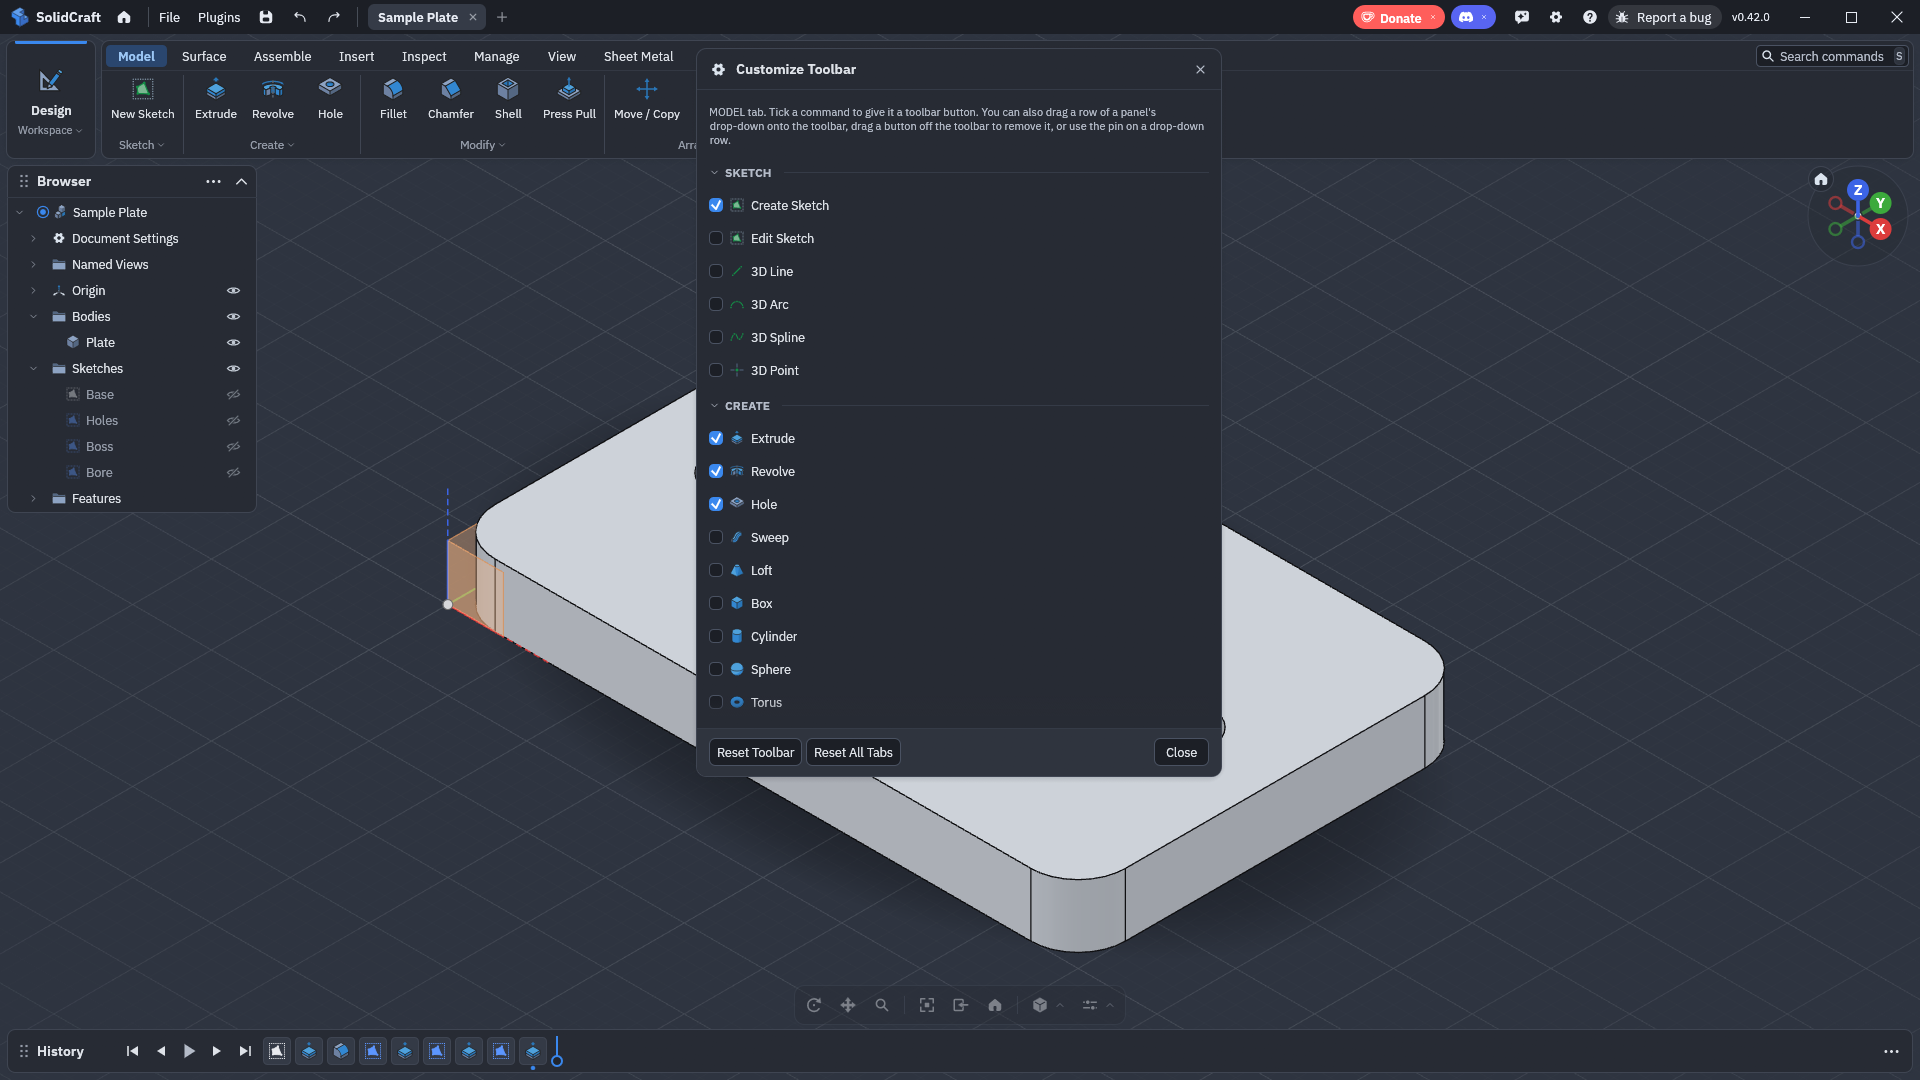 SolidCraft
File
Plugins
Sample Plate
Donate
Report a bug
v0.42.0
Design
Workspace
Model
Surface
Assemble
Insert
Inspect
Manage
View
Sheet Metal
Search commands
S
New Sketch
Extrude
Revolve
Hole
Fillet
Chamfer
Shell
Press Pull
Move / Copy
Sketch
Create
Modify
Arra
Browser
Sample Plate
Document Settings
Named Views
Origin
Bodies
Plate
Sketches
Base
Holes
Boss
Bore
Features
Customize Toolbar
MODEL tab. Tick a command to give it a toolbar button. You can also drag a row of a panel's
drop-down onto the toolbar, drag a button off the toolbar to remove it, or use the pin on a drop-down
row.
SKETCH
Create Sketch
Edit Sketch
3D Line
3D Arc
3D Spline
3D Point
CREATE
Extrude
Revolve
Hole
Sweep
Loft
Box
Cylinder
Sphere
Torus
Reset Toolbar
Reset All Tabs
Close
Z
Y
X
History